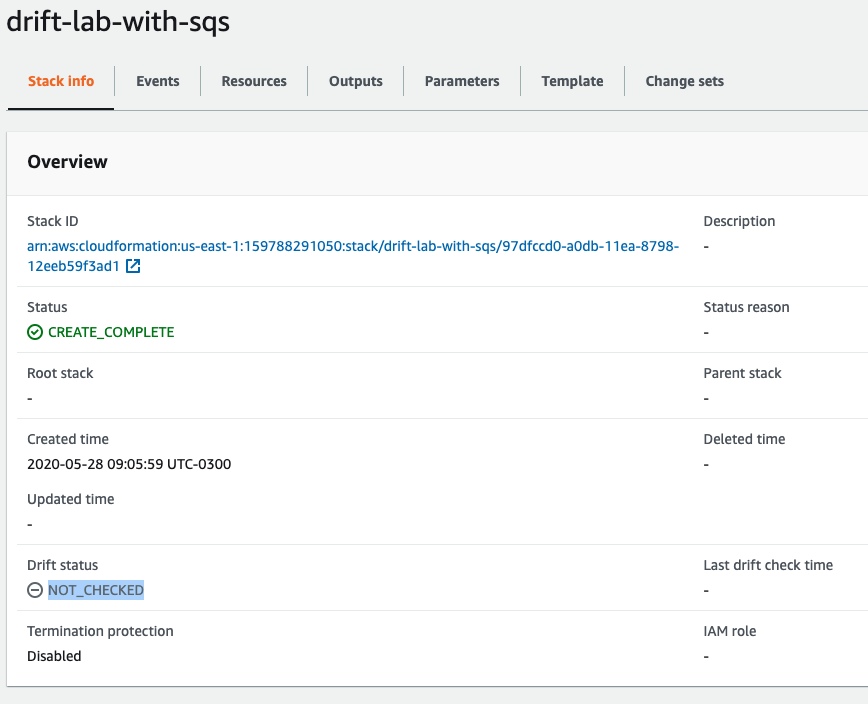 drift-lab-with-sqs
Stack info Events Resources Outputs Parameters Template Change sets
Overview
Stack ID
arn:aws:cloudformation:us-east-1:159788291050:stack/drift-lab-with-sqs/97dfccd0-a0db-11ea-8798-
12eeb59f3ad1
Description
-
Status
CREATE_COMPLETE
Status reason
-
Root stack
-
Parent stack
-
Created time
2020-05-28 09:05:59 UTC-0300
Deleted time
-
Updated time
-
Drift status
NOT_CHECKED
Last drift check time
-
Termination protection
Disabled
IAM role
-